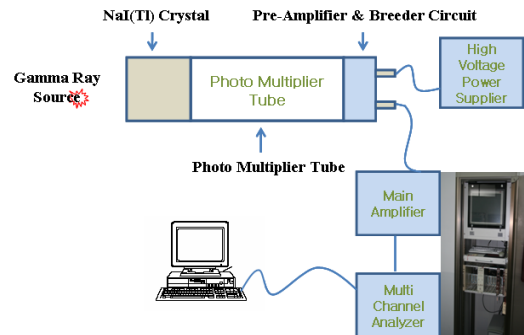 NaI(Tl) Crystal
Pre-Amplifier & Breeder Circuit
Gamma Ray
Source
Photo Multiplier
Tube
High
Voltage
Power
Supplier
Photo Multiplier Tube
Main
Amplifier
Multi
Channel
Analyzer